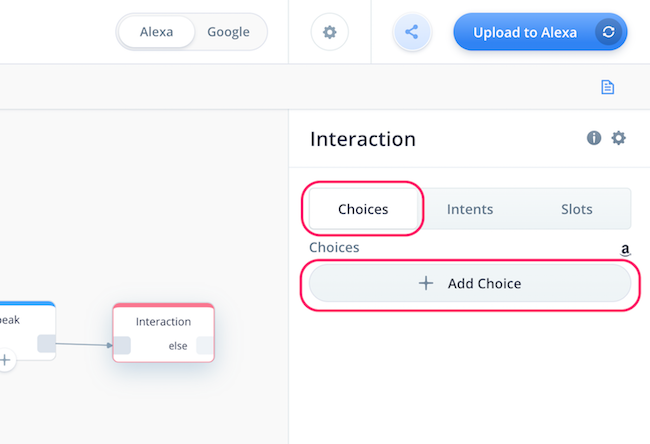 Alexa Google Upload to Alexa
Interaction
Choices Intents Slots
Choices a
+ Add Choice
peak
Interaction
else